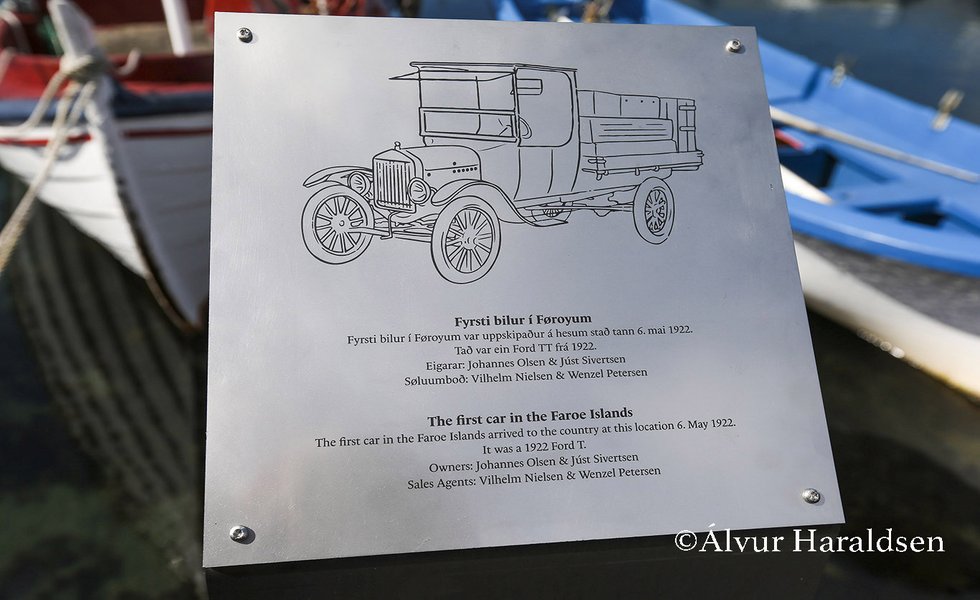 Fyrsti bilur í Føroyum
Fyrsti bilur í Føroyum var uppskipaður á hesum stað tann 6. mai 1922.
Tað var ein Ford TT frá 1922.
Eigarar: Johannes Olsen & Júst Sivertsen
Søluumboð: Vilhelm Nielsen & Wenzel Petersen
The first car in the Faroe Islands
The first car in the Faroe Islands arrived to the country at this location 6. May 1922.
It was a 1922 Ford T.
Owners: Johannes Olsen & Júst Sivertsen
Sales Agents: Vilhelm Nielsen & Wenzel Petersen
©Álvur Haraldsen